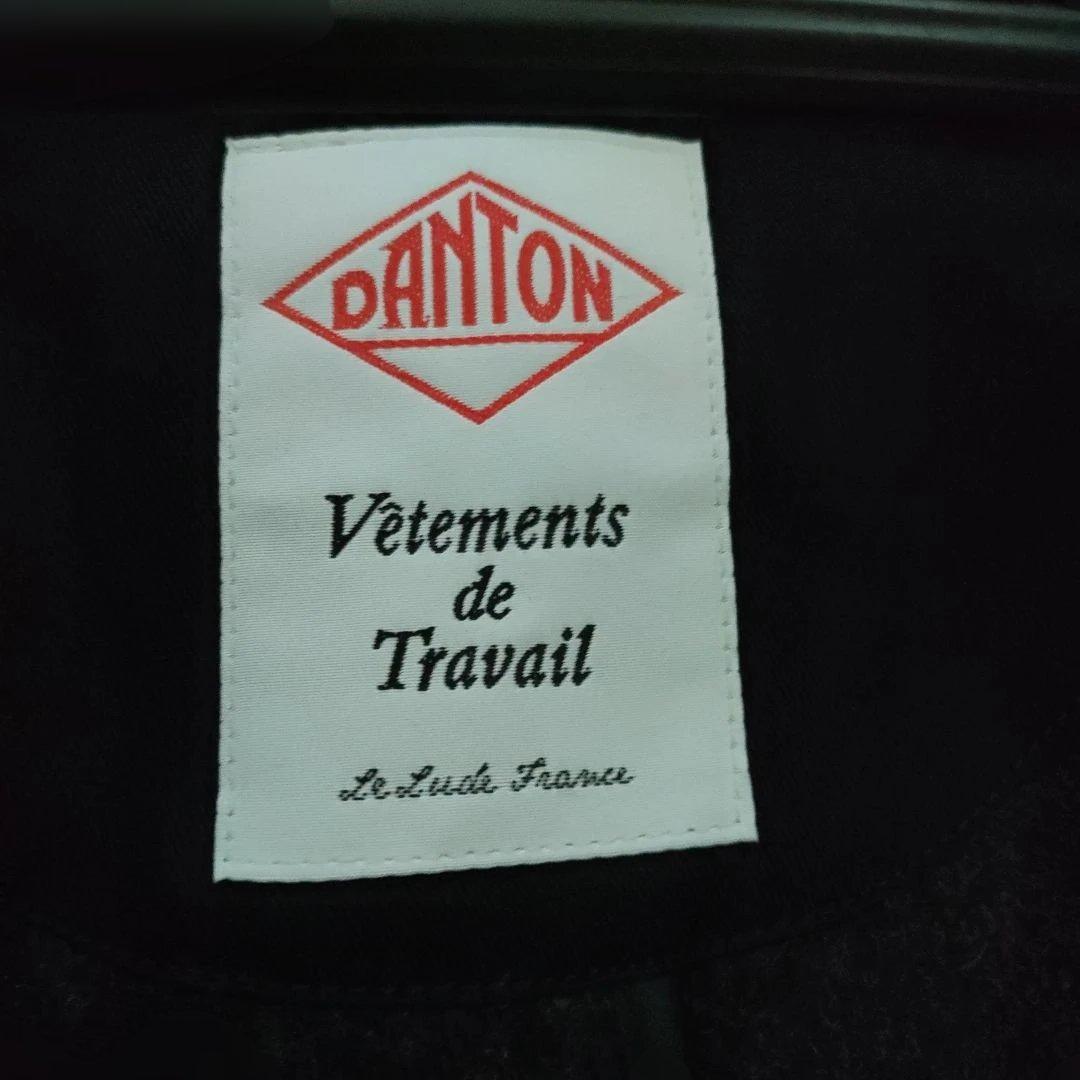 DANTON
Vêtements
de
Travail
Le Lude France